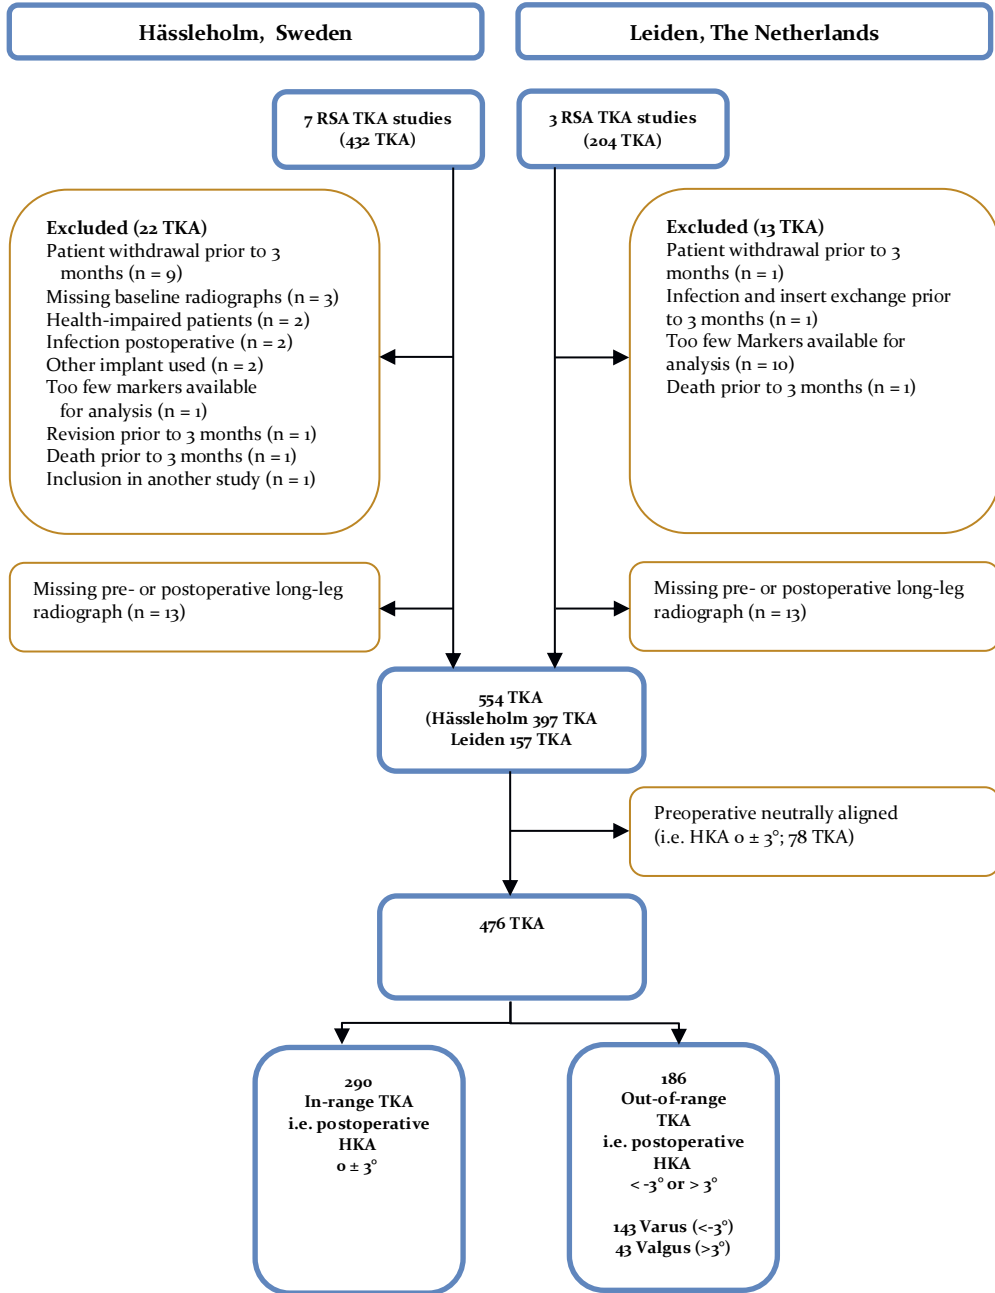 Hässleholm, Sweden
Leiden, The Netherlands
7 RSA TKA studies
(432 TKA)
3 RSA TKA studies
(204 TKA)
Excluded (22 TKA)
Patient withdrawal prior to 3
months (n = 9)
Missing baseline radiographs (n = 3)
Health-impaired patients (n = 2)
Infection postoperative (n = 2)
Other implant used (n = 2)
Too few markers available
for analysis (n = 1)
Revision prior to 3 months (n = 1)
Death prior to 3 months (n = 1)
Inclusion in another study (n = 1)
Excluded (13 TKA)
Patient withdrawal prior to 3
months (n = 1)
Infection and insert exchange prior
to 3 months (n = 1)
Too few Markers available for
analysis (n = 10)
Death prior to 3 months (n = 1)
Missing pre- or postoperative long-leg
radiograph (n = 13)
Missing pre- or postoperative long-leg
radiograph (n = 13)
554 TKA
(Hässleholm 397 TKA
Leiden 157 TKA
Preoperative neutrally aligned
(i.e. HKA 0 ± 3°; 78 TKA)
476 TKA
290
In-range TKA
i.e. postoperative
HKA
0 ± 3°
186
Out-of-range
TKA
i.e. postoperative
HKA
< -3° or > 3°
143 Varus (<-3°)
43 Valgus (>3°)